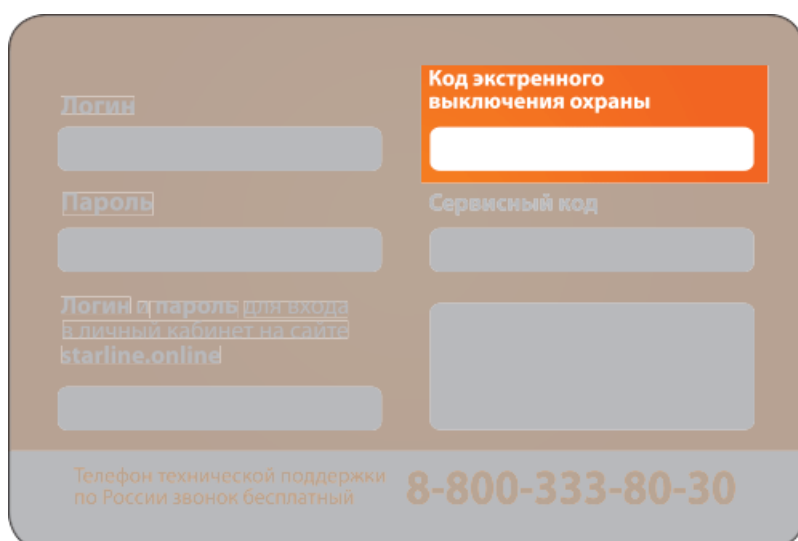 Логин
Код экстренного
выключения охраны
Пароль
Сервисный код
Логин и пароль для входа
в личный кабинет на сайте
starline.online
Телефон технической поддержки
по России звонок бесплатный
8-800-333-80-30